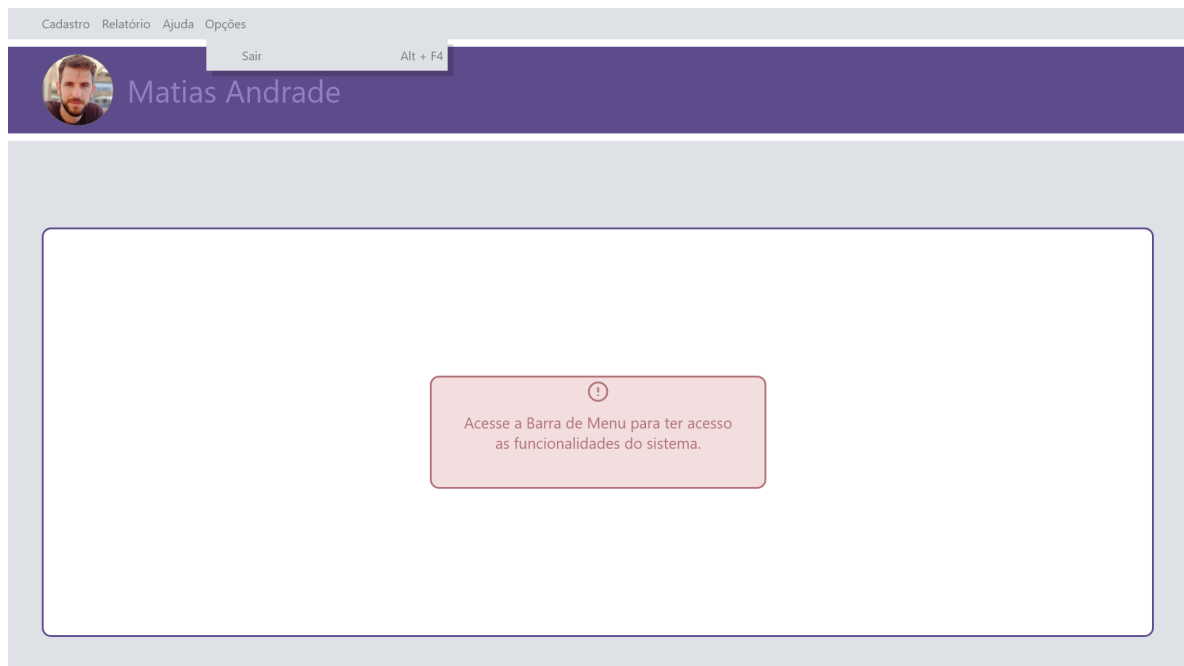 Cadastro Relatório Ajuda Opções
Sair Alt + F4
Matias Andrade
Acesse a Barra de Menu para ter acesso
as funcionalidades do sistema.